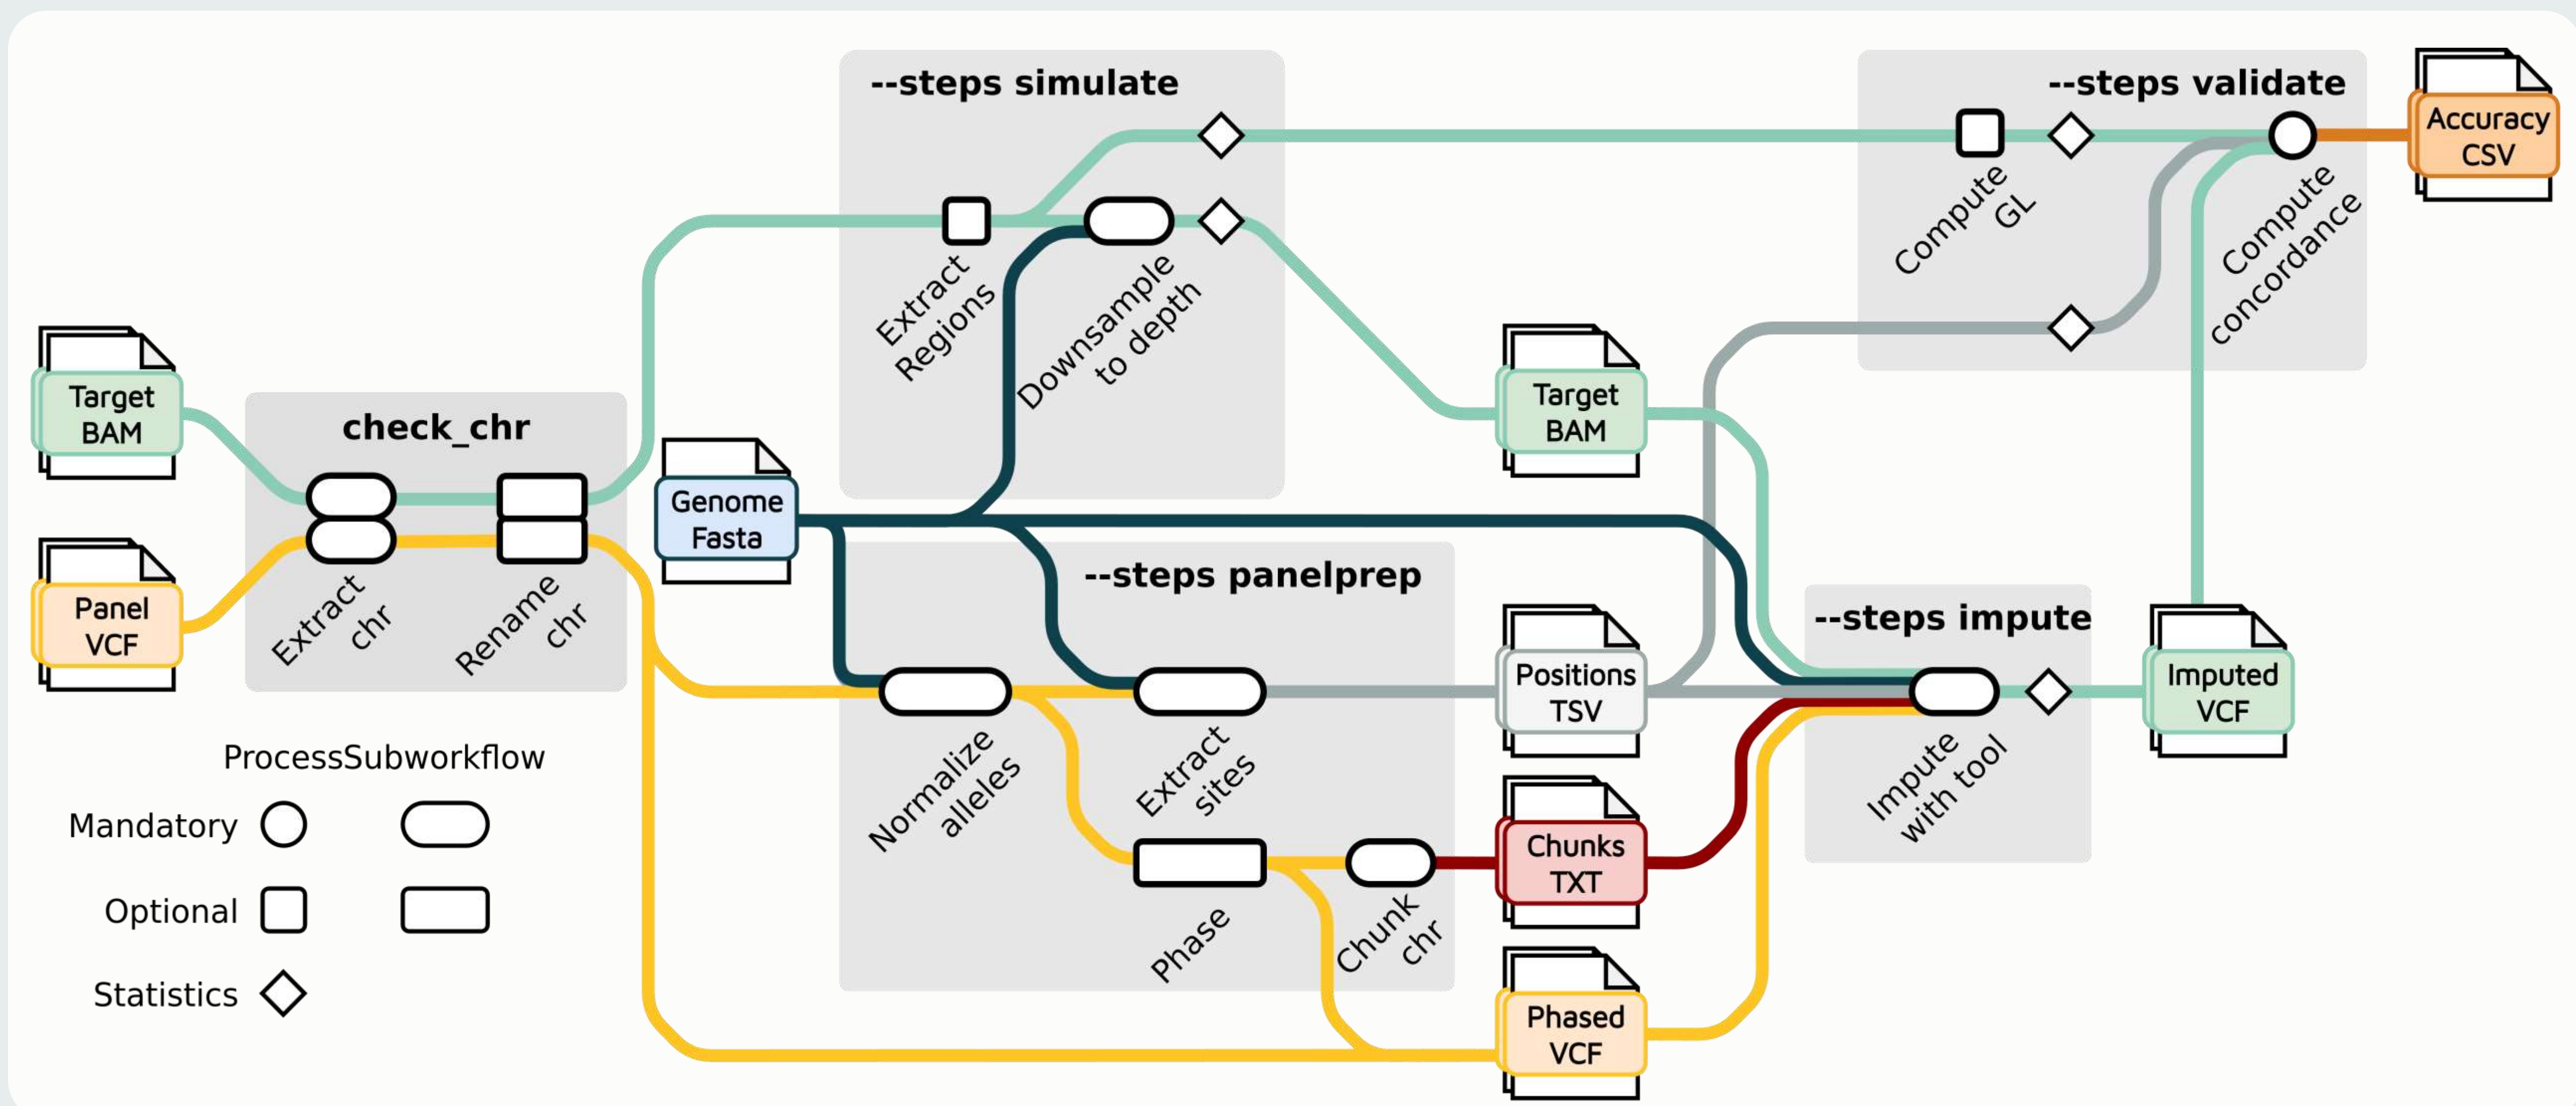 --steps simulate
--steps validate
Accuracy
CSV
Compute
GL
Compute
concordance
Extract
Regions
Downsample
to depth
Target
BAM
check_chr
Target
BAM
Genome
Fasta
--steps panelprep
Panel
VCF
Extract
chr
Rename
chr
--steps impute
Positions
TSV
Imputed
VCF
Normalize
alleles
Extract
sites
Impute
with tool
ProcessSubworkflow
Mandatory
Optional
Statistics
Phase
Chunk
chr
Chunks
TXT
Phased
VCF